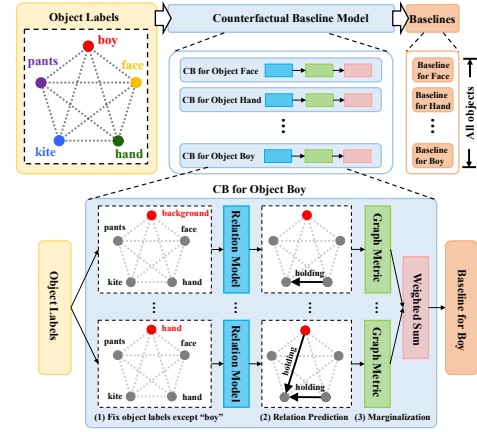 Object Labels
Counterfactual Baseline Model
Baselines
boy
pants
face
kite
hand
CB for Object Face
CB for Object Hand
CB for Object Boy
Baseline for Face
Baseline for Hand
Baseline for Boy
All objects
CB for Object Boy
Object Labels
background
pants
face
kite
hand
Relation Model
holding
Graph Metric
hand
pants
face
kite
hand
Relation Model
holding
holding
Graph Metric
Weighted Sum
Baseline for Boy
(1) Fix object labels except “boy”
(2) Relation Prediction
(3) Marginalization